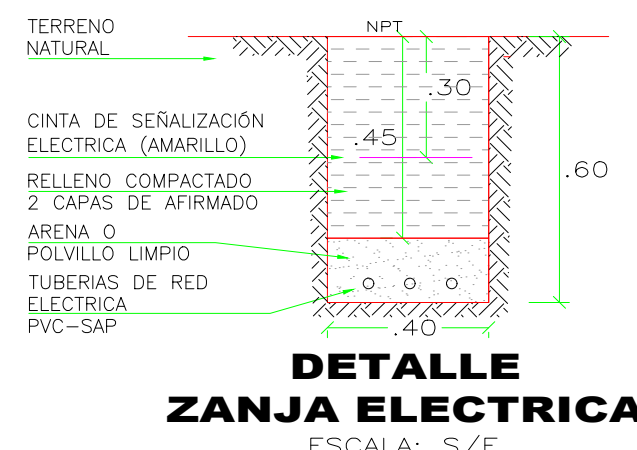 TERRENO
NATURAL
NPT
.30
CINTA DE SEÑALIZACIÓN
ELECTRICA (AMARILLO)
.45
.60
RELLENO COMPACTADO
2 CAPAS DE AFIRMADO
ARENA O
POLVILLO LIMPIO
TUBERIAS DE RED
ELECTRICA
PVC-SAP
.40
DETALLE
ZANJA ELECTRICA
ESCALA: S/E